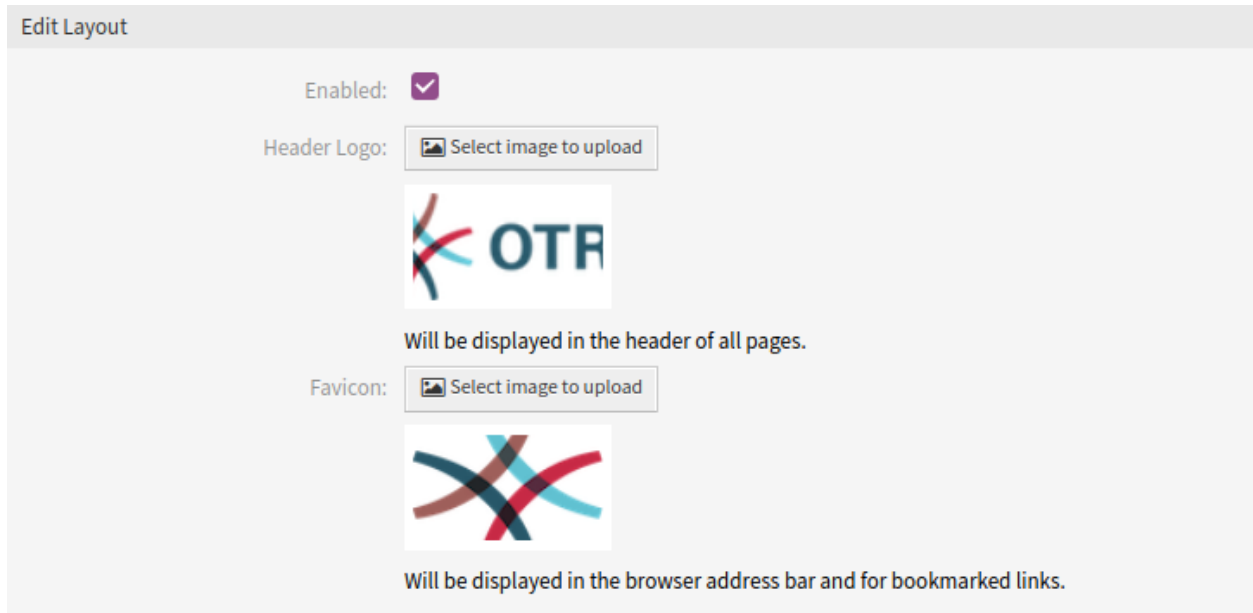 Edit Layout
Enabled:
Header Logo: Select image to upload
OTR
Will be displayed in the header of all pages.
Favicon: Select image to upload
Will be displayed in the browser address bar and for bookmarked links.